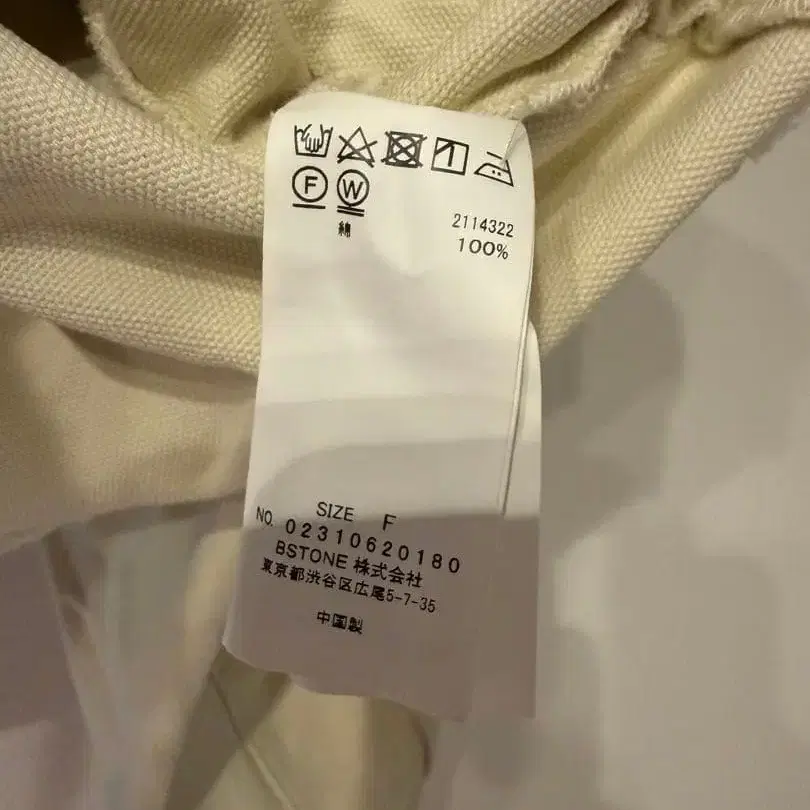 F W
2114322
綿 100%
SIZE F
NO. 02310620180
BSTONE 株式会社
東京都渋谷区広尾5-7-35
中国製